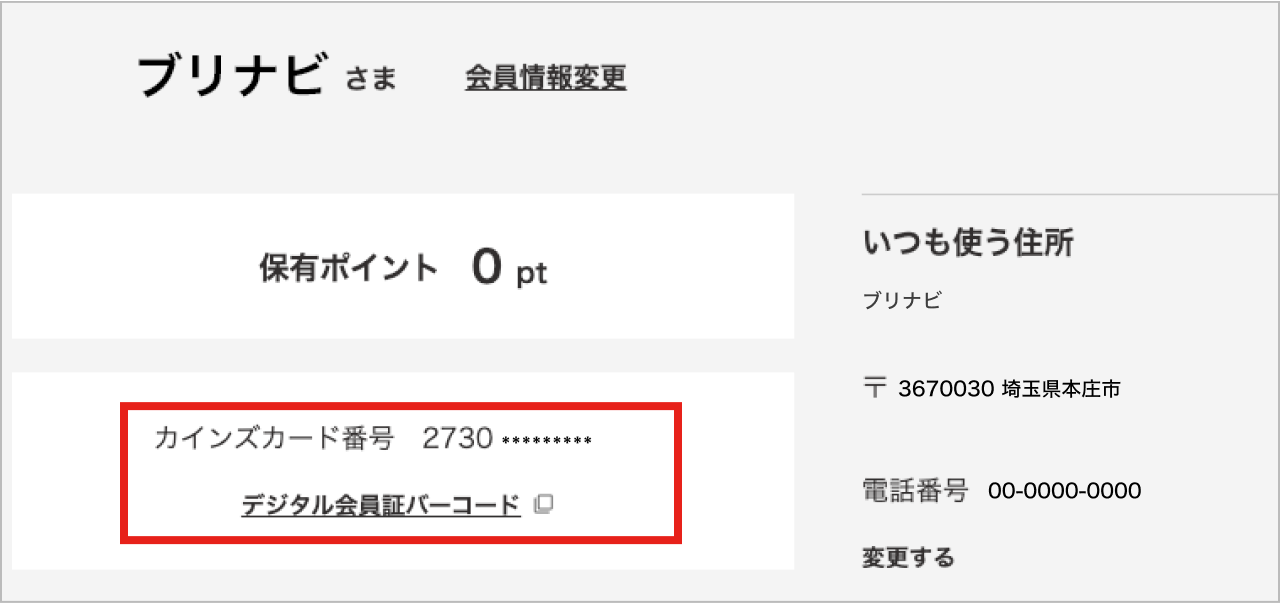 ブリナビ さま 会員情報変更
保有ポイント 0 pt
カインズカード番号 2730 *********
デジタル会員証バーコード
いつも使う住所
ブリナビ
〒 3670030 埼玉県本庄市
電話番号 00-0000-0000
変更する